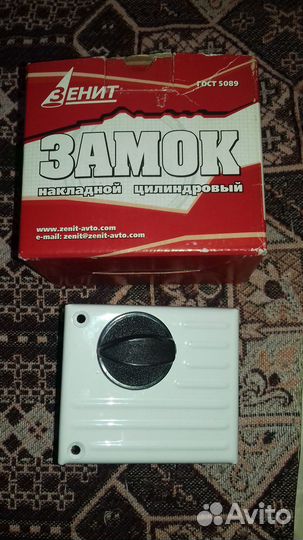 ЗЕНИТ
ГОСТ 5089
ЗАМОК
накладной цилиндровый
www.zenit-avto.com
e-mail: zenit@zenit-avto.com
Avito